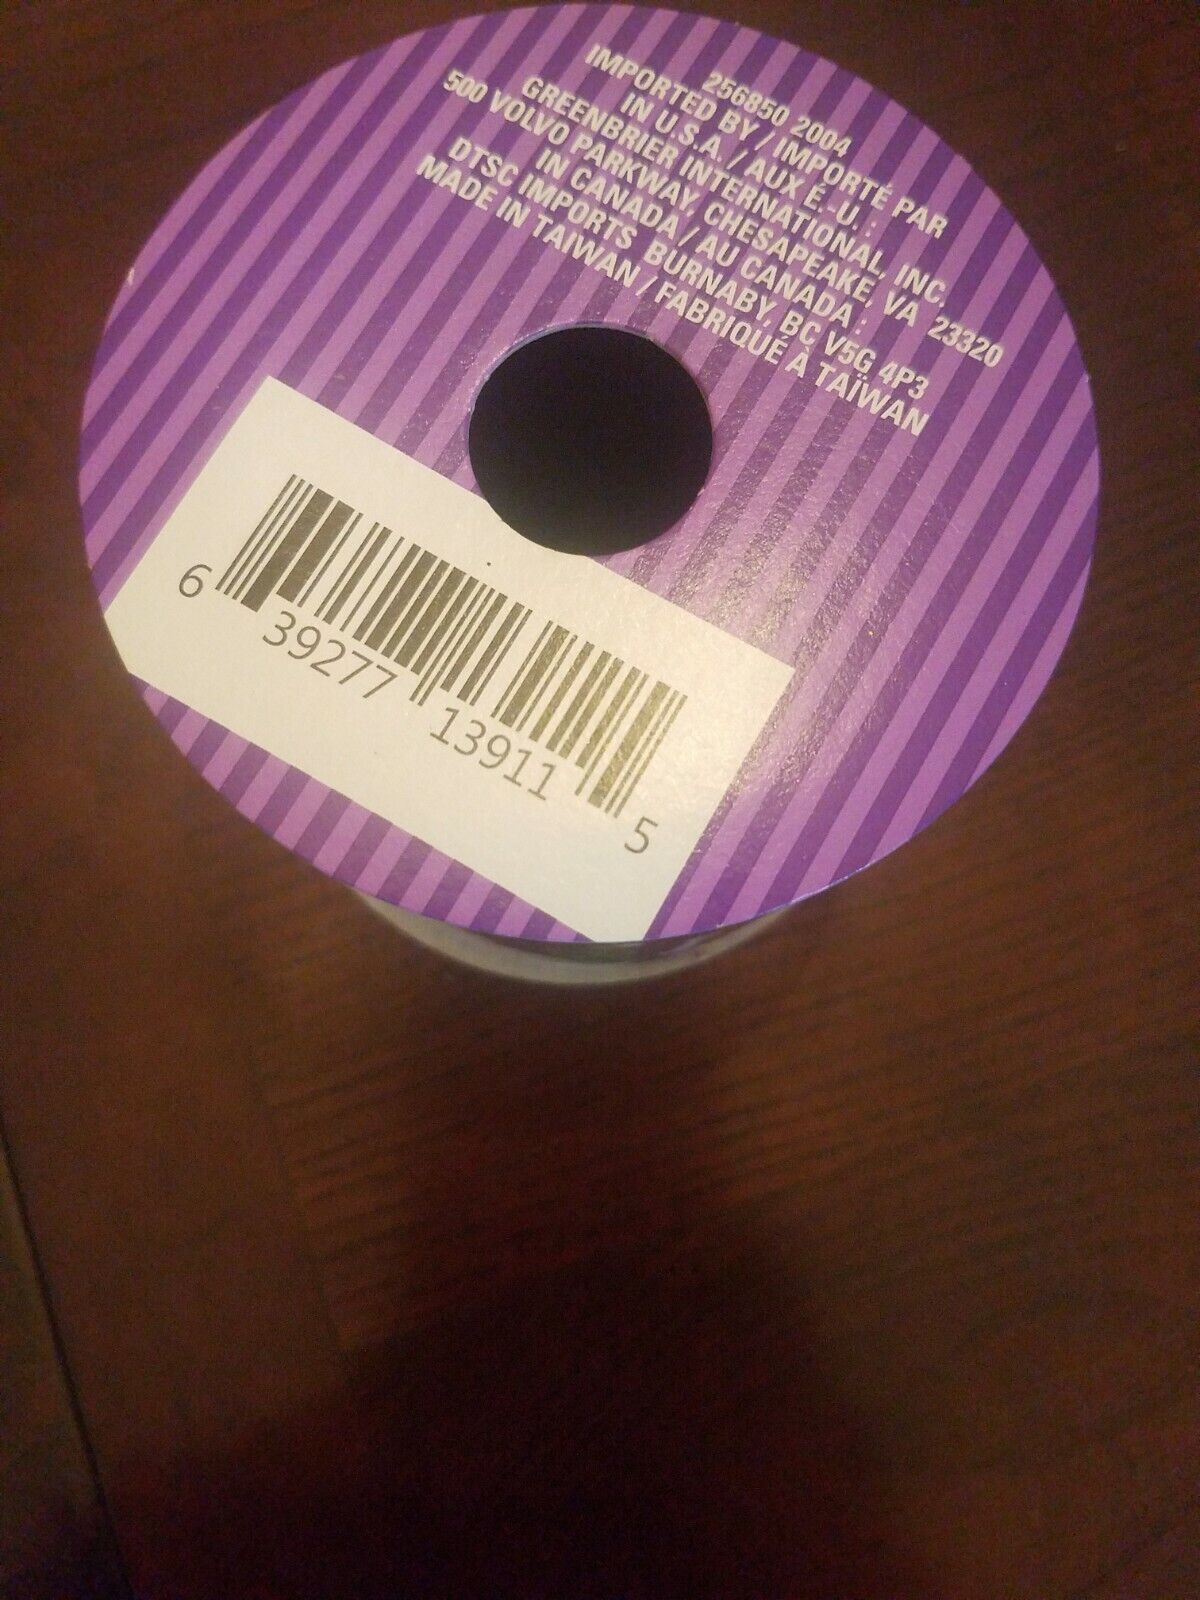 256850 2004
IMPORTED BY / IMPORTÉ PAR
IN U.S.A. / AUX É.-U. :
GREENBRIER INTERNATIONAL, INC.
500 VOLVO PARKWAY, CHESAPEAKE, VA 23320
IN CANADA / AU CANADA :
DTSC IMPORTS BURNABY, BC V5G 4P3
MADE IN TAIWAN / FABRIQUÉ À TAÏWAN
6 39277 13911 5